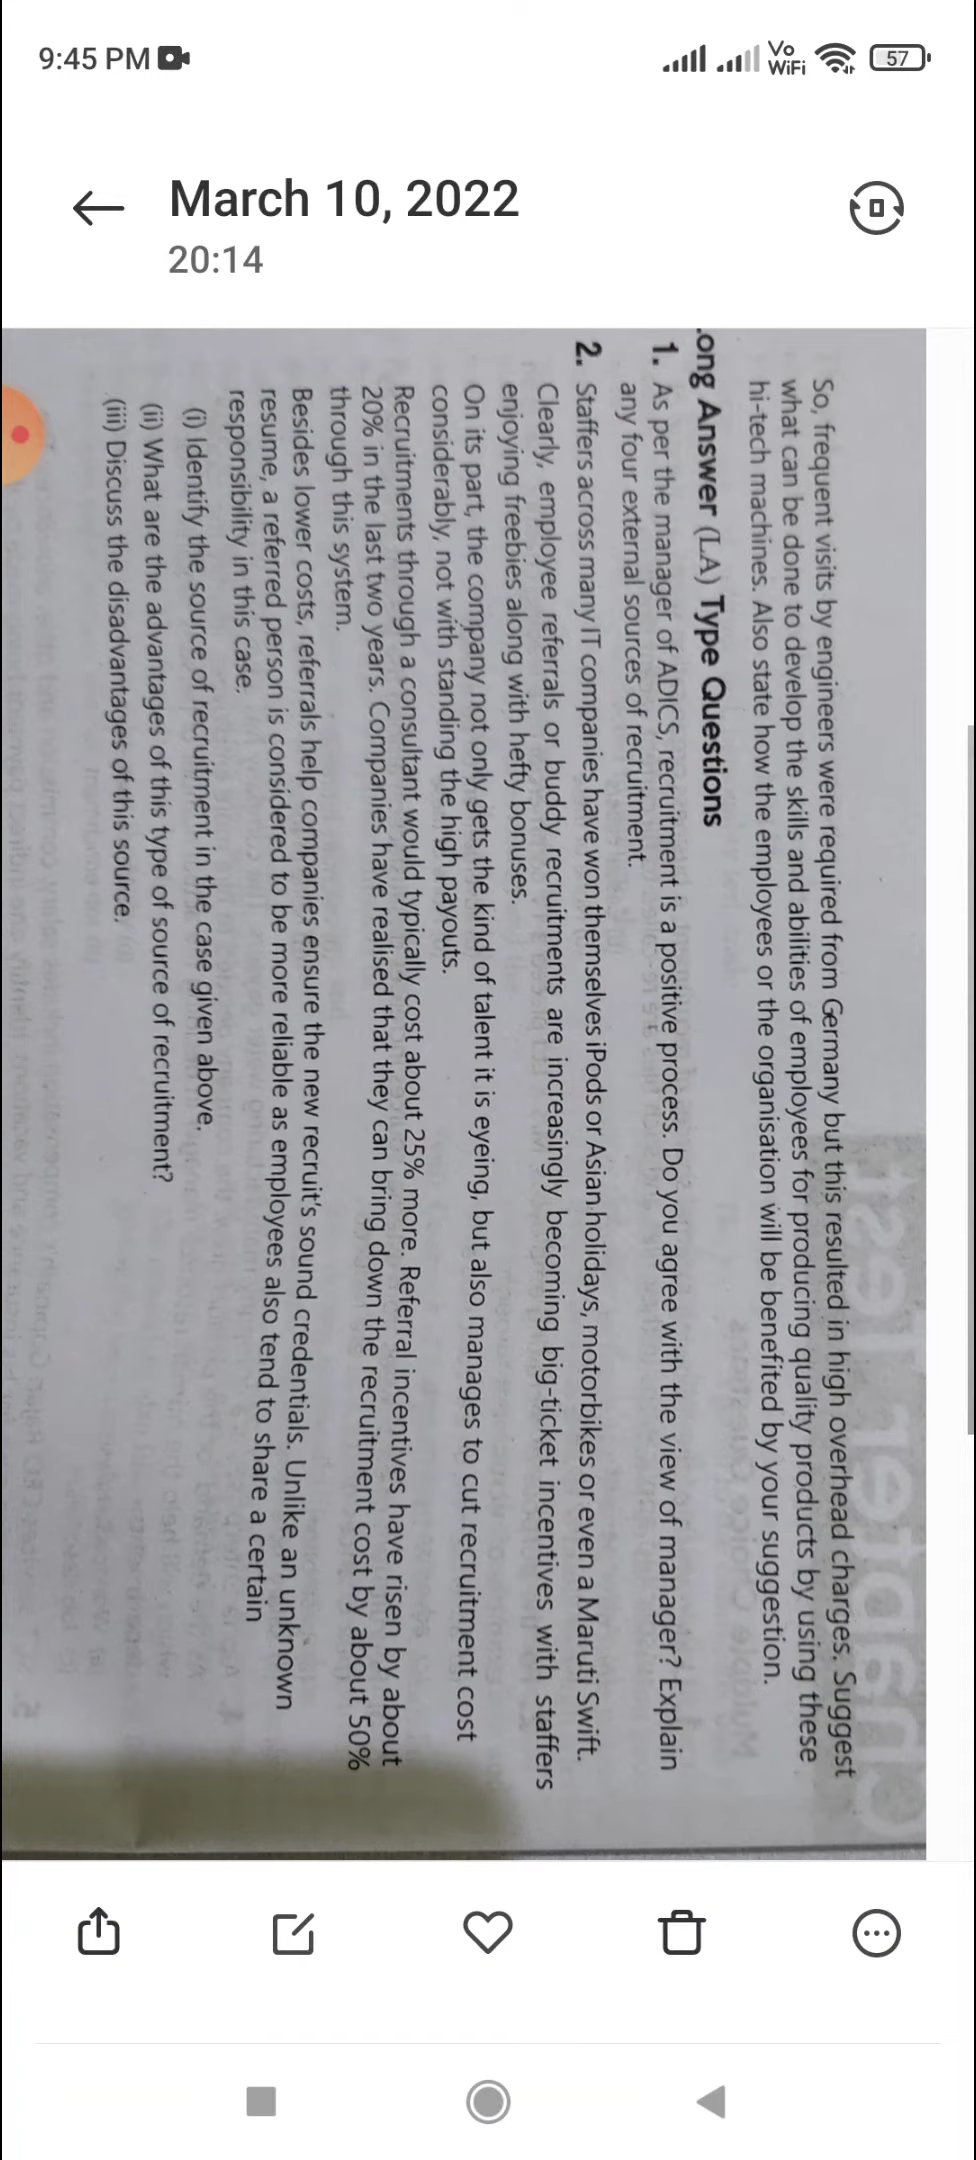 9:45 PM
Vo
WiFi
57
March 10, 2022
20:14
So, frequent visits by engineers were required from Germany but this resulted in high overhead charges. Suggest
what can be done to develop the skills and abilities of employees for producing quality products by using these
hi-tech machines. Also state how the employees or the organisation will be benefited by your suggestion.
ong Answer (LA) Type Questions
1. As per the manager of ADICS, recruitment is a positive process. Do you agree with the view of manager? Explain
any four external sources of recruitment.
2. Staffers across many IT companies have won themselves iPods or Asian holidays, motorbikes or even a Maruti Swift.
Clearly, employee referrals or buddy recruitments are increasingly becoming big-ticket incentives with staffers
enjoying freebies along with hefty bonuses.
On its part, the company not only gets the kind of talent it is eyeing, but also manages to cut recruitment cost
considerably, not with standing the high payouts.
Recruitments through a consultant would typically cost about 25% more. Referral incentives have risen by about
20% in the last two years. Companies have realised that they can bring down the recruitment cost by about 50%
through this system.
Besides lower costs, referrals help companies ensure the new recruit's sound credentials. Unlike an unknown
resume, a referred person is considered to be more reliable as employees also tend to share a certain
responsibility in this case.
(i) Identify the source of recruitment in the case given above.
(ii) What are the advantages of this type of source of recruitment?
(iii) Discuss the disadvantages of this source.